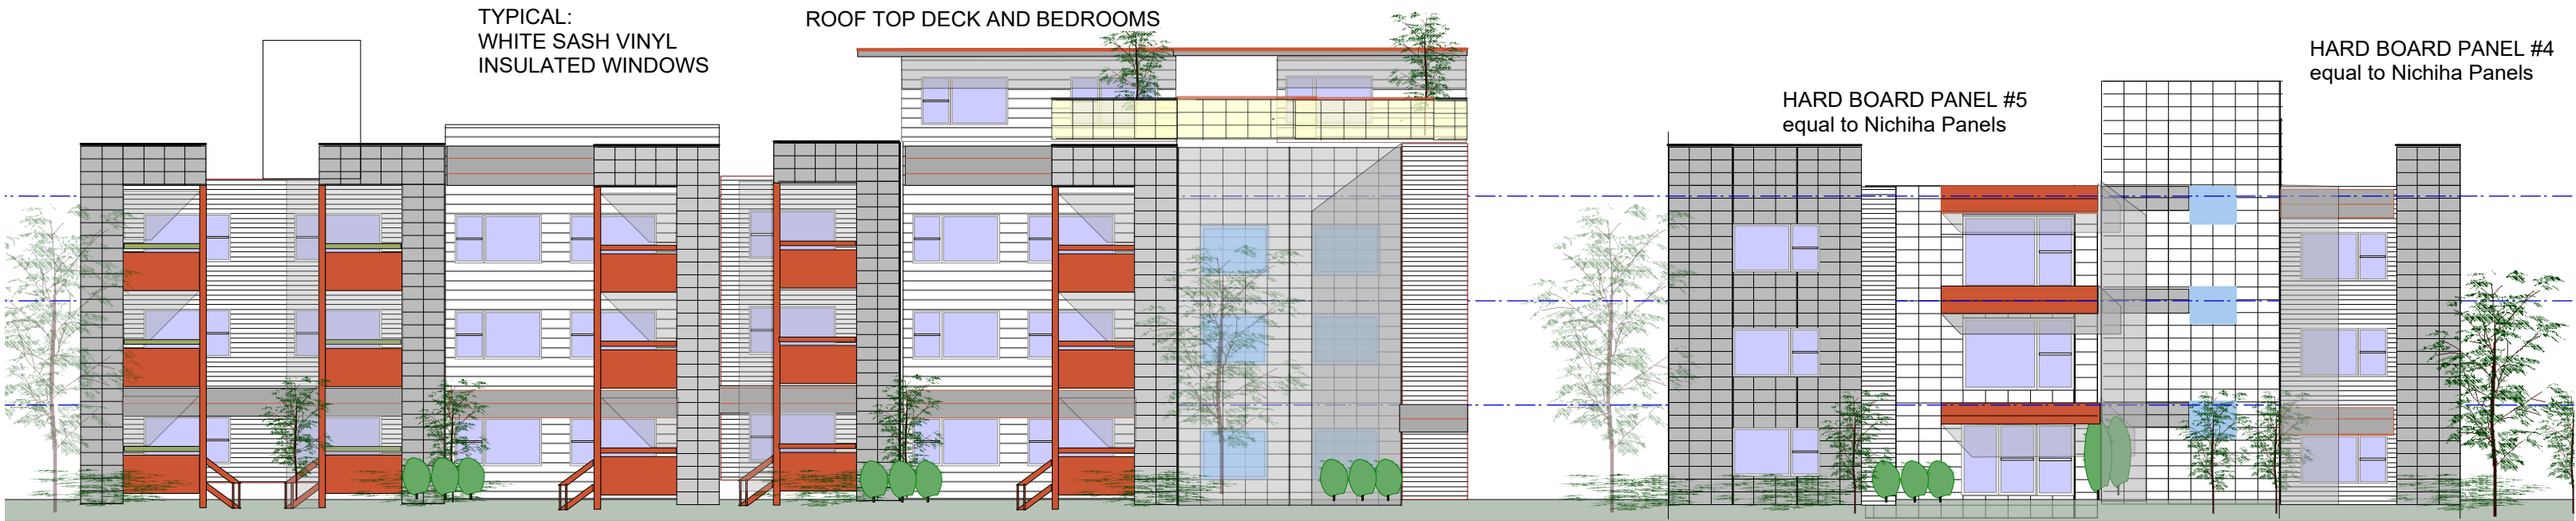 TYPICAL:
WHITE SASH VINYL
INSULATED WINDOWS
ROOF TOP DECK AND BEDROOMS
HARD BOARD PANEL #5
equal to Nichiha Panels
HARD BOARD PANEL #4
equal to Nichiha Panels